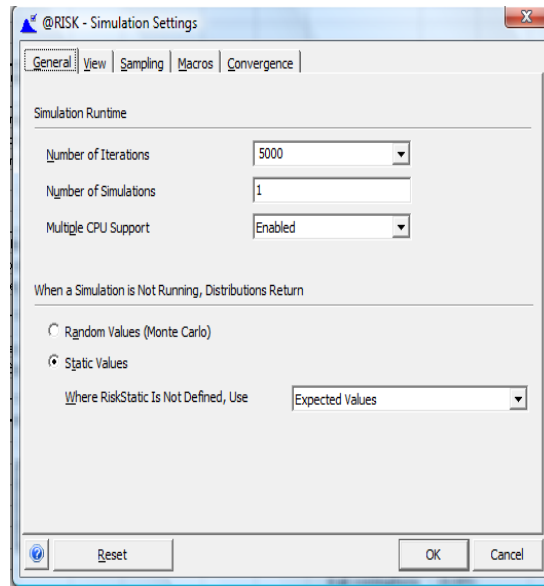 @RISK - Simulation Settings
General View Sampling Macros Convergence
Simulation Runtime
Number of Iterations 5000
Number of Simulations 1
Multiple CPU Support Enabled
When a Simulation is Not Running, Distributions Return
Random Values (Monte Carlo)
Static Values
Where RiskStatic Is Not Defined, Use Expected Values
Reset OK Cancel